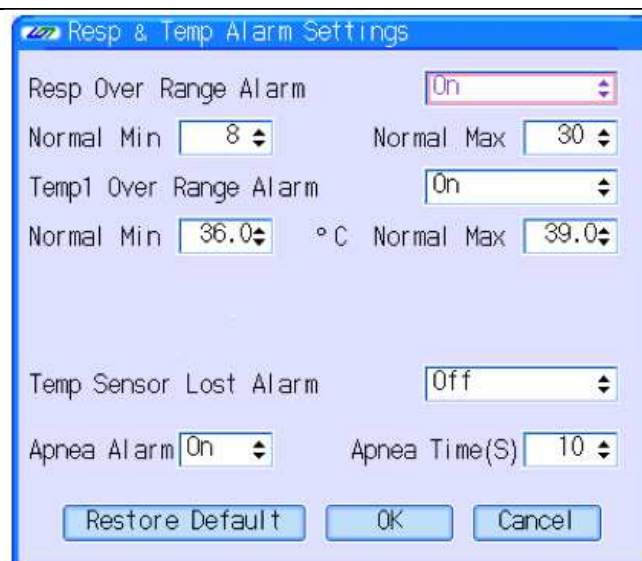 Resp & Temp Alarm Settings
Resp Over Range Alarm On
Normal Min 8 Normal Max 30
Temp1 Over Range Alarm On
Normal Min 36.0 °C Normal Max 39.0
Temp Sensor Lost Alarm Off
Apnea Alarm On Apnea Time(S) 10
Restore Default OK Cancel